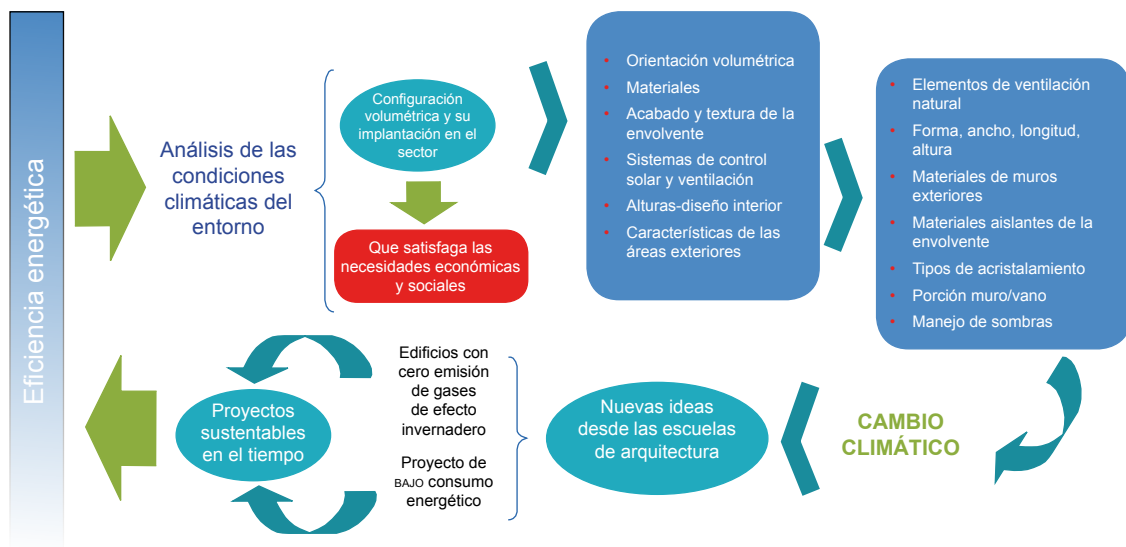 Eficiencia energética
Análisis de las
condiciones
climáticas del
entorno
Configuración
volumétrica y su
implantación en el
sector
Que satisfaga las
necesidades económicas
y sociales
• Orientación volumétrica
• Materiales
• Acabado y textura de la
envolvente
• Sistemas de control
solar y ventilación
• Alturas-diseño interior
• Características de las
áreas exteriores
• Elementos de ventilación
natural
• Forma, ancho, longitud,
altura
• Materiales de muros
exteriores
• Materiales aislantes de la
envolvente
• Tipos de acristalamiento
• Porción muro/vano
• Manejo de sombras
CAMBIO
CLIMÁTICO
Nuevas ideas
desde las escuelas
de arquitectura
Edificios con
cero emisión
de gases
de efecto
invernadero
Proyecto de
BAJO consumo
energético
Proyectos
sustentables
en el tiempo